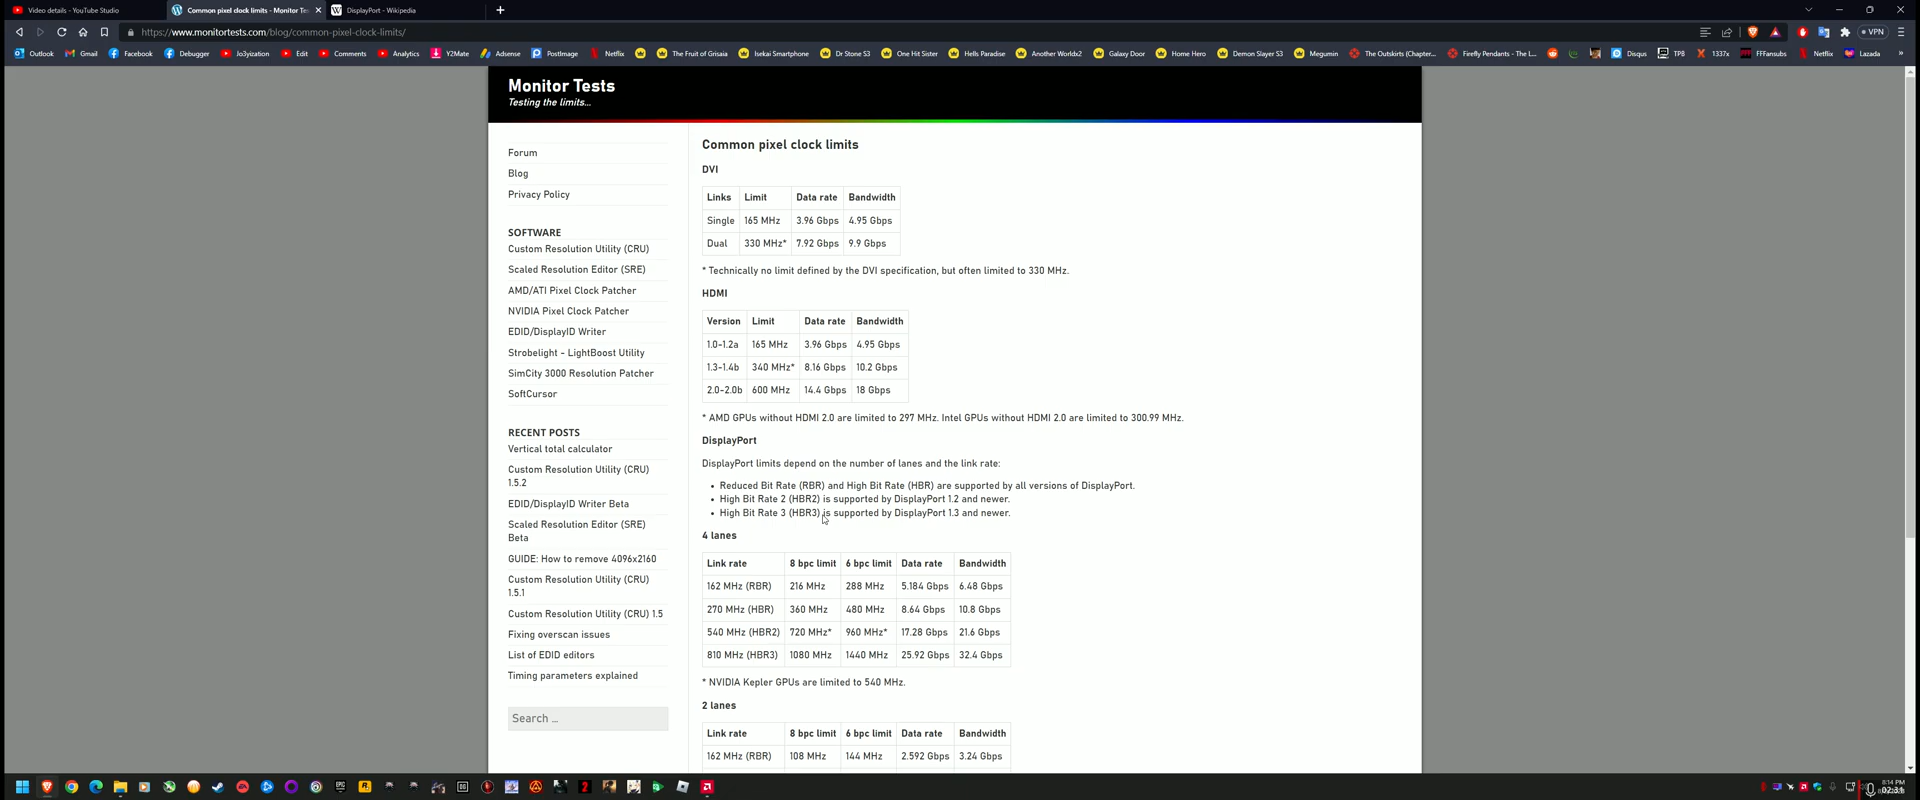 Video details - YouTube Studio
Common pixel clock limits - Monitor Te
DisplayPort - Wikipedia
https://www.monitortests.com/blog/common-pixel-clock-limits/
VPN
Outlook Gmail Facebook Debugger Jo3yization Edit Comments Analytics Y2Mate Adsense PostImage Netflix The Fruit of Grisaia Isekai Smartphone Dr Stone S3 One Hit Sister Hells Paradise Another Worldx2 Galaxy Door Home Hero Demon Slayer S3 Megumin The Outskirts (Chapter... Firefly Pendants - The L... Disqus TPB 1337x FFFansubs Netflix Lazada »
Monitor Tests
Testing the limits...
Forum
Blog
Privacy Policy
SOFTWARE
Custom Resolution Utility (CRU)
Scaled Resolution Editor (SRE)
AMD/ATI Pixel Clock Patcher
NVIDIA Pixel Clock Patcher
EDID/DisplayID Writer
Strobelight - LightBoost Utility
SimCity 3000 Resolution Patcher
SoftCursor
RECENT POSTS
Vertical total calculator
Custom Resolution Utility (CRU)
1.5.2
EDID/DisplayID Writer Beta
Scaled Resolution Editor (SRE)
Beta
GUIDE: How to remove 4096x2160
Custom Resolution Utility (CRU)
1.5.1
Custom Resolution Utility (CRU) 1.5
Fixing overscan issues
List of EDID editors
Timing parameters explained
Search ...
Common pixel clock limits
DVI
Links Limit Data rate Bandwidth
Single 165 MHz 3.96 Gbps 4.95 Gbps
Dual 330 MHz* 7.92 Gbps 9.9 Gbps
* Technically no limit defined by the DVI specification, but often limited to 330 MHz.
HDMI
Version Limit Data rate Bandwidth
1.0-1.2a 165 MHz 3.96 Gbps 4.95 Gbps
1.3-1.4b 340 MHz* 8.16 Gbps 10.2 Gbps
2.0-2.0b 600 MHz 14.4 Gbps 18 Gbps
* AMD GPUs without HDMI 2.0 are limited to 297 MHz. Intel GPUs without HDMI 2.0 are limited to 300.99 MHz.
DisplayPort
DisplayPort limits depend on the number of lanes and the link rate:
• Reduced Bit Rate (RBR) and High Bit Rate (HBR) are supported by all versions of DisplayPort.
• High Bit Rate 2 (HBR2) is supported by DisplayPort 1.2 and newer.
• High Bit Rate 3 (HBR3) is supported by DisplayPort 1.3 and newer.
4 lanes
Link rate 8 bpc limit 6 bpc limit Data rate Bandwidth
162 MHz (RBR) 216 MHz 288 MHz 5.184 Gbps 6.48 Gbps
270 MHz (HBR) 360 MHz 480 MHz 8.64 Gbps 10.8 Gbps
540 MHz (HBR2) 720 MHz* 960 MHz* 17.28 Gbps 21.6 Gbps
810 MHz (HBR3) 1080 MHz 1440 MHz 25.92 Gbps 32.4 Gbps
* NVIDIA Kepler GPUs are limited to 540 MHz.
2 lanes
Link rate 8 bpc limit 6 bpc limit Data rate Bandwidth
162 MHz (RBR) 108 MHz 144 MHz 2.592 Gbps 3.24 Gbps
8:14 PM
02:31